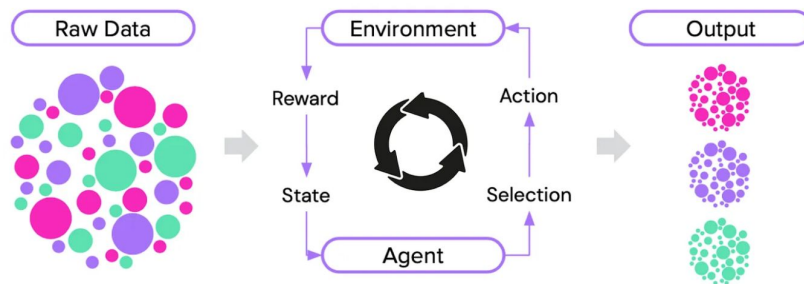 Raw Data
Environment
Output
Reward
Action
State
Selection
Agent